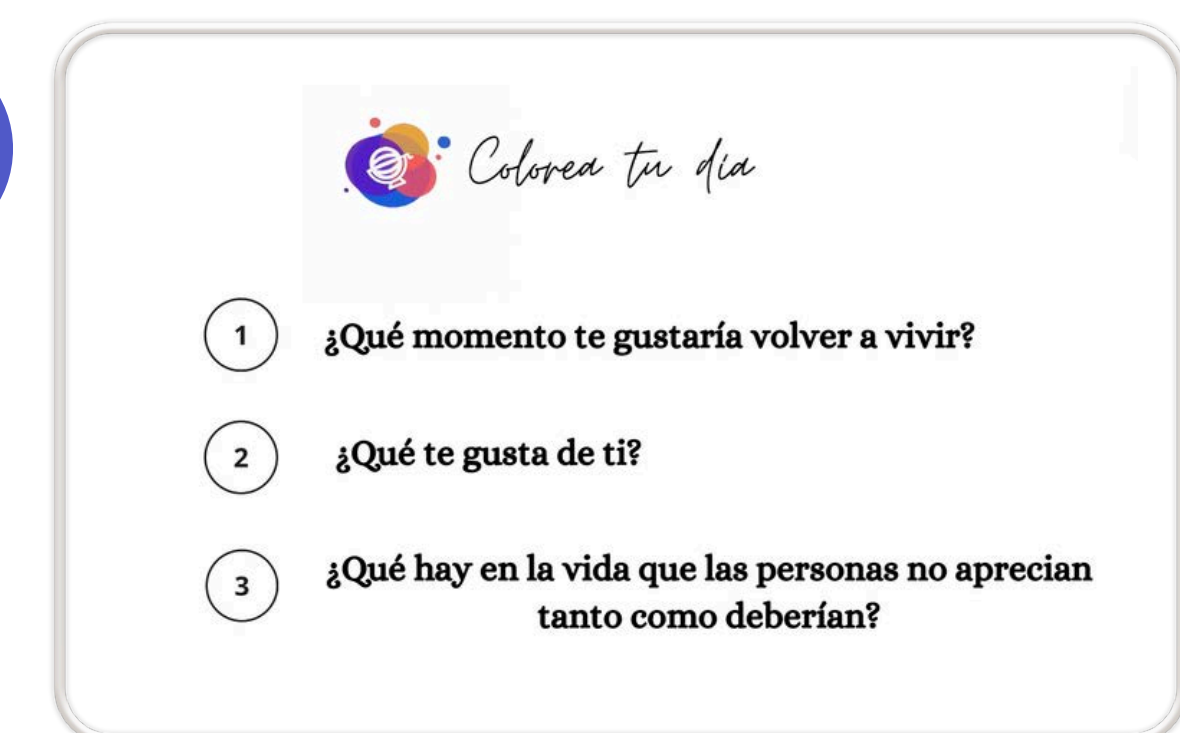 Colorea tu día
1 ¿Qué momento te gustaría volver a vivir?
2 ¿Qué te gusta de ti?
3 ¿Qué hay en la vida que las personas no aprecian
tanto como deberían?